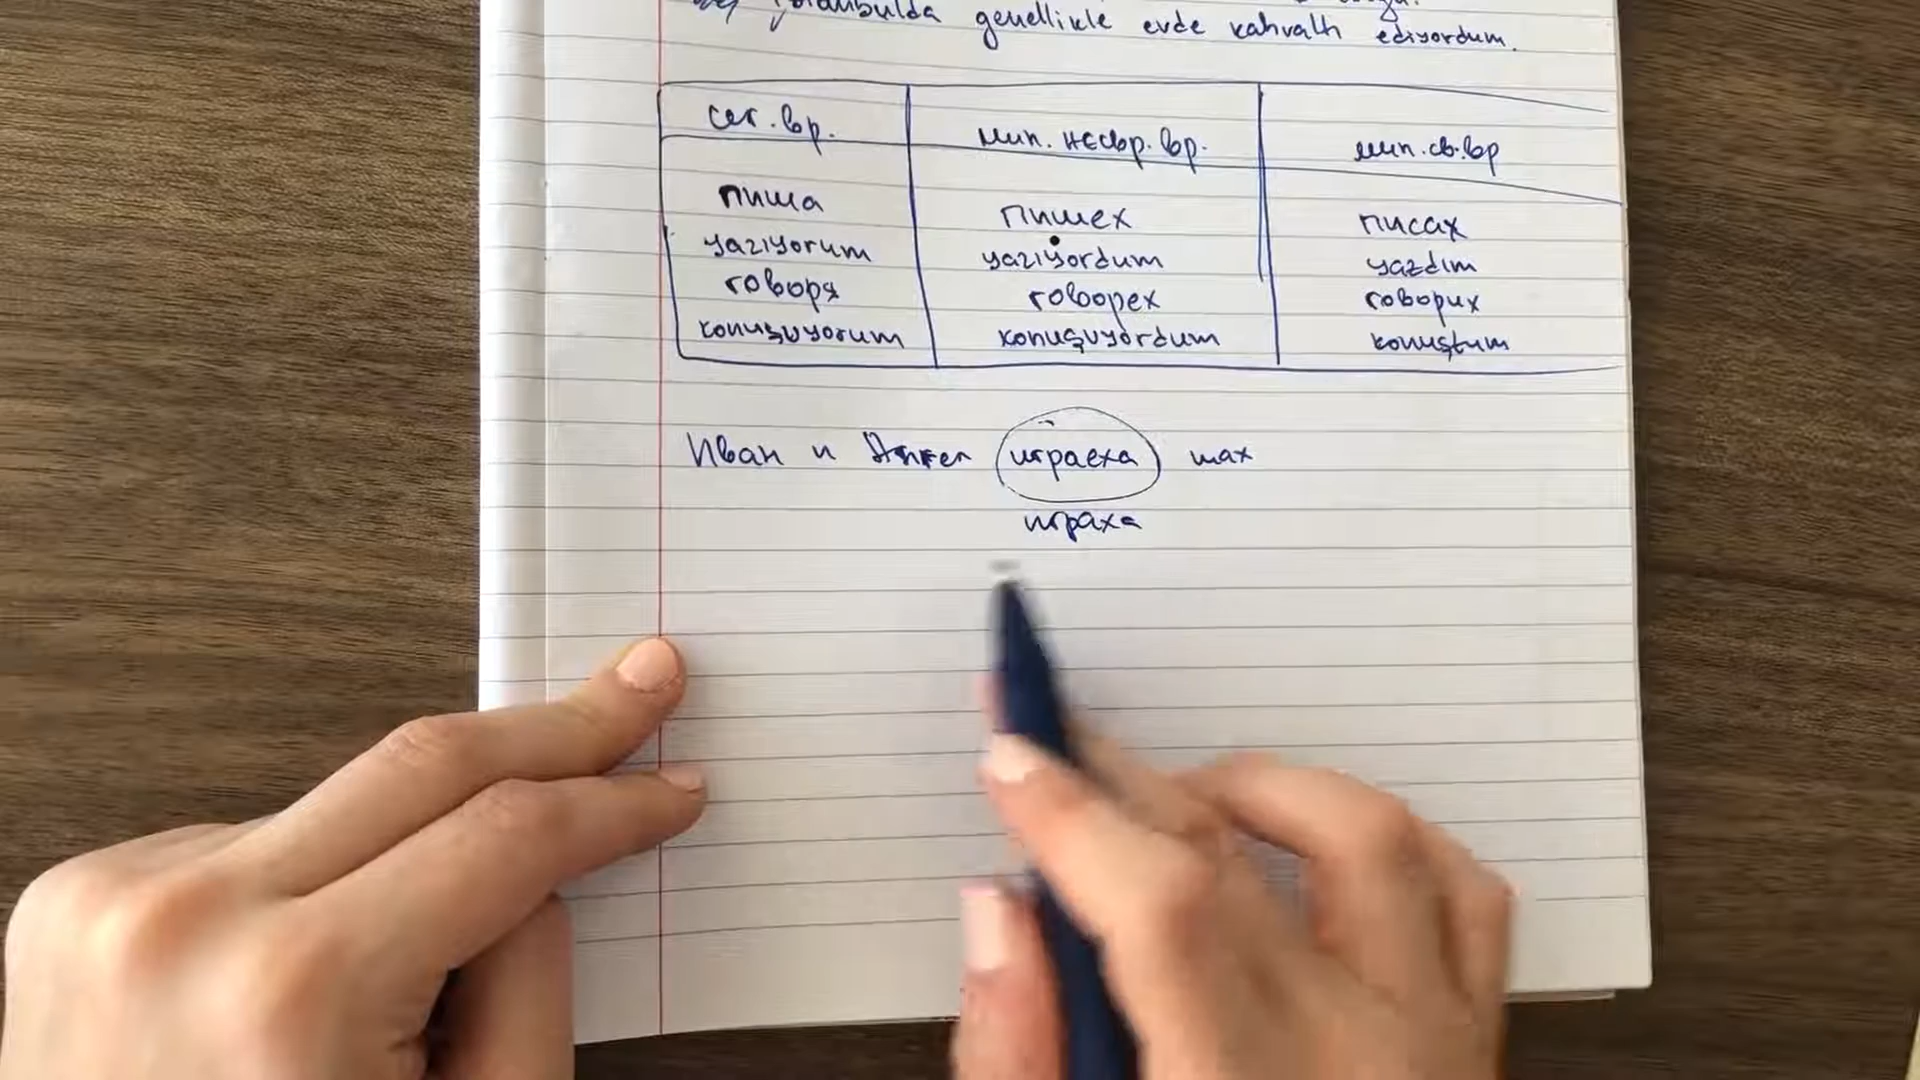 İstanbulda genellikle evde kahvaltı ediyordum.
сег. вр. мин. несвр. вр. мин. св. вр
пиша пишех писах
yazıyorum yazıyordum yazdım
говоря говорех говорих
konuşuyorum konuşuyordum konuştum
Иван и играеха шах
играха